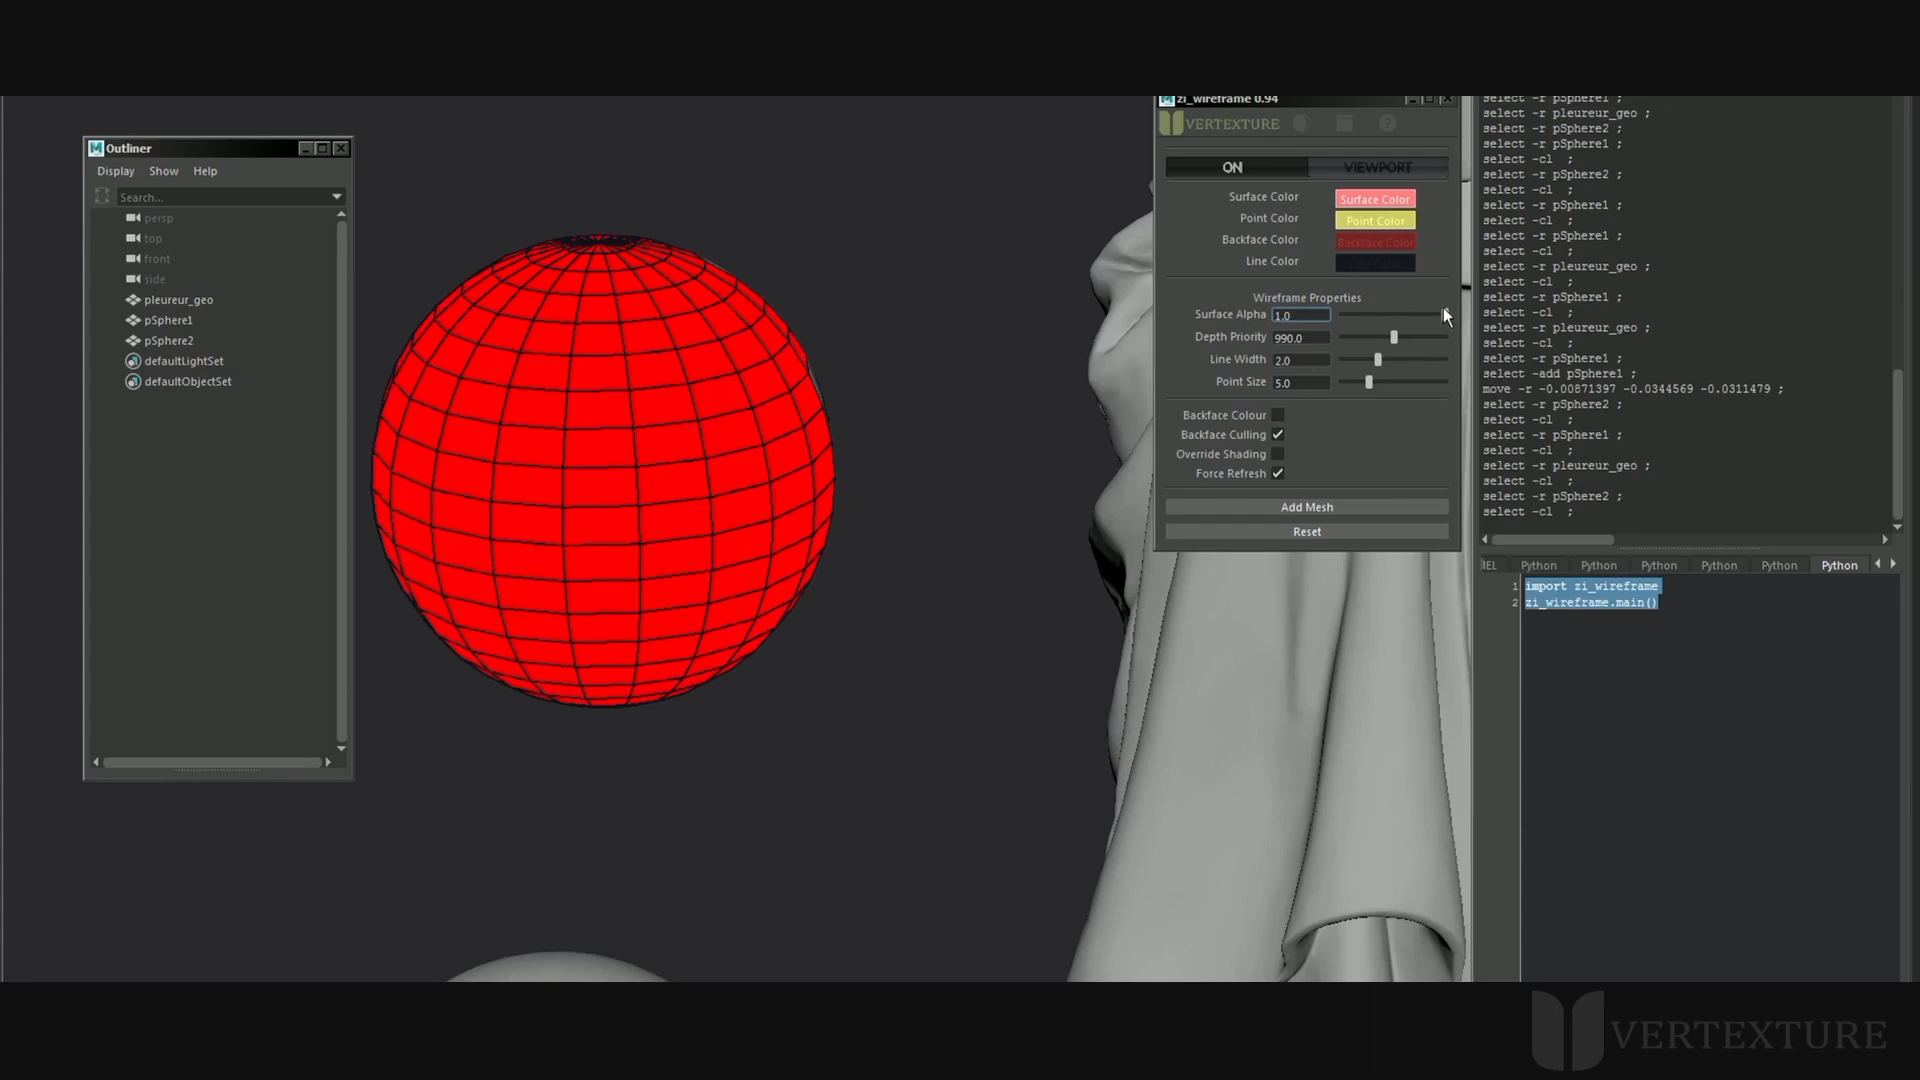 Outliner
Display Show Help
Search...
persp
top
front
side
pleureur_geo
pSphere1
pSphere2
defaultLightSet
defaultObjectSet
zi_wireframe 0.94
VERTEXTURE
ON VIEWPORT
Surface Color Surface Color
Point Color Point Color
Backface Color Backface Color
Line Color
Wireframe Properties
Surface Alpha 1.0
Depth Priority 990.0
Line Width 2.0
Point Size 5.0
Backface Colour
Backface Culling
Override Shading
Force Refresh
Add Mesh
Reset
select -r pSphere1 ;
select -r pleureur_geo ;
select -r pSphere2 ;
select -r pSphere1 ;
select -cl  ;
select -r pSphere2 ;
select -cl  ;
select -r pSphere1 ;
select -cl  ;
select -r pSphere1 ;
select -cl  ;
select -r pleureur_geo ;
select -cl  ;
select -r pSphere1 ;
select -cl  ;
select -r pleureur_geo ;
select -cl  ;
select -r pSphere1 ;
select -add pSphere1 ;
move -r -0.00871397 -0.0344569 -0.0311479 ;
select -r pSphere2 ;
select -cl  ;
select -r pSphere1 ;
select -cl  ;
select -r pleureur_geo ;
select -cl  ;
select -r pSphere2 ;
select -cl  ;
Python Python Python Python Python Python
1 import zi_wireframe
2 zi_wireframe.main()
VERTEXTURE